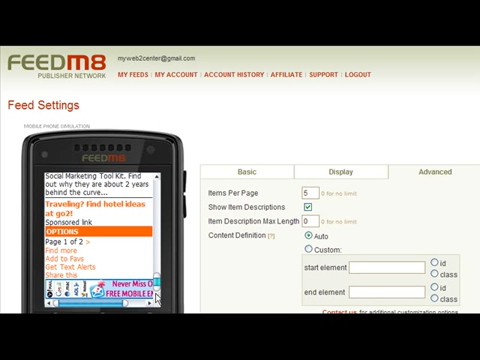 FEEDM8
PUBLISHER NETWORK
myweb2center@gmail.com
MY FEEDS | MY ACCOUNT | ACCOUNT HISTORY | AFFILIATE | SUPPORT | LOGOUT
Feed Settings
MOBILE PHONE SIMULATION
FEEDM8
Socal Marketing Tool Kit. Find
out why they are about 2 years
behind the curve...
Traveling? Find hotel ideas
at go2!
Sponsored link
OPTIONS
Page 1 of 2 >
Find more
Add to Favs
Get Text Alerts
Share this
Never Miss O
FREE MOBILE E
Basic
Display
Advanced
Items Per Page
5
0 for no limit
Show Item Descriptions
Item Description Max Length
0
0 for no limit
Content Definition [?]
Auto
Custom:
start element
id
class
end element
id
class
Contact us for additional customization options